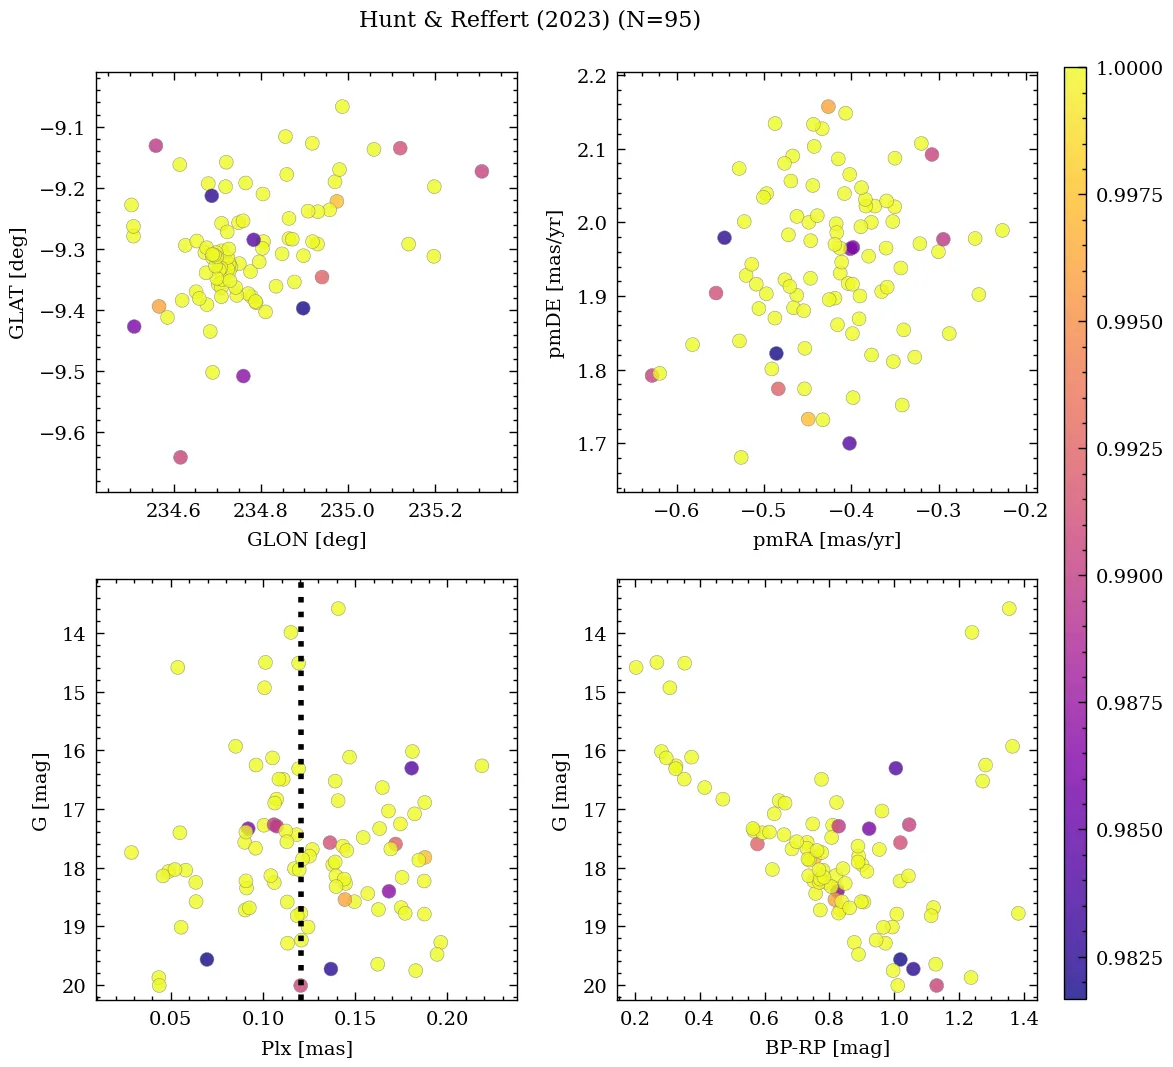 Hunt & Reffert (2023) (N=95)
−9.1
−9.2
−9.3
−9.4
−9.5
−9.6
GLAT [deg]
234.6 234.8 235.0 235.2
GLON [deg]
2.2
2.1
2.0
1.9
1.8
1.7
pmDE [mas/yr]
−0.6 −0.5 −0.4 −0.3 −0.2
pmRA [mas/yr]
14
15
16
17
18
19
20
G [mag]
0.05 0.10 0.15 0.20
Plx [mas]
14
15
16
17
18
19
20
G [mag]
0.2 0.4 0.6 0.8 1.0 1.2 1.4
BP-RP [mag]
1.0000
0.9975
0.9950
0.9925
0.9900
0.9875
0.9850
0.9825